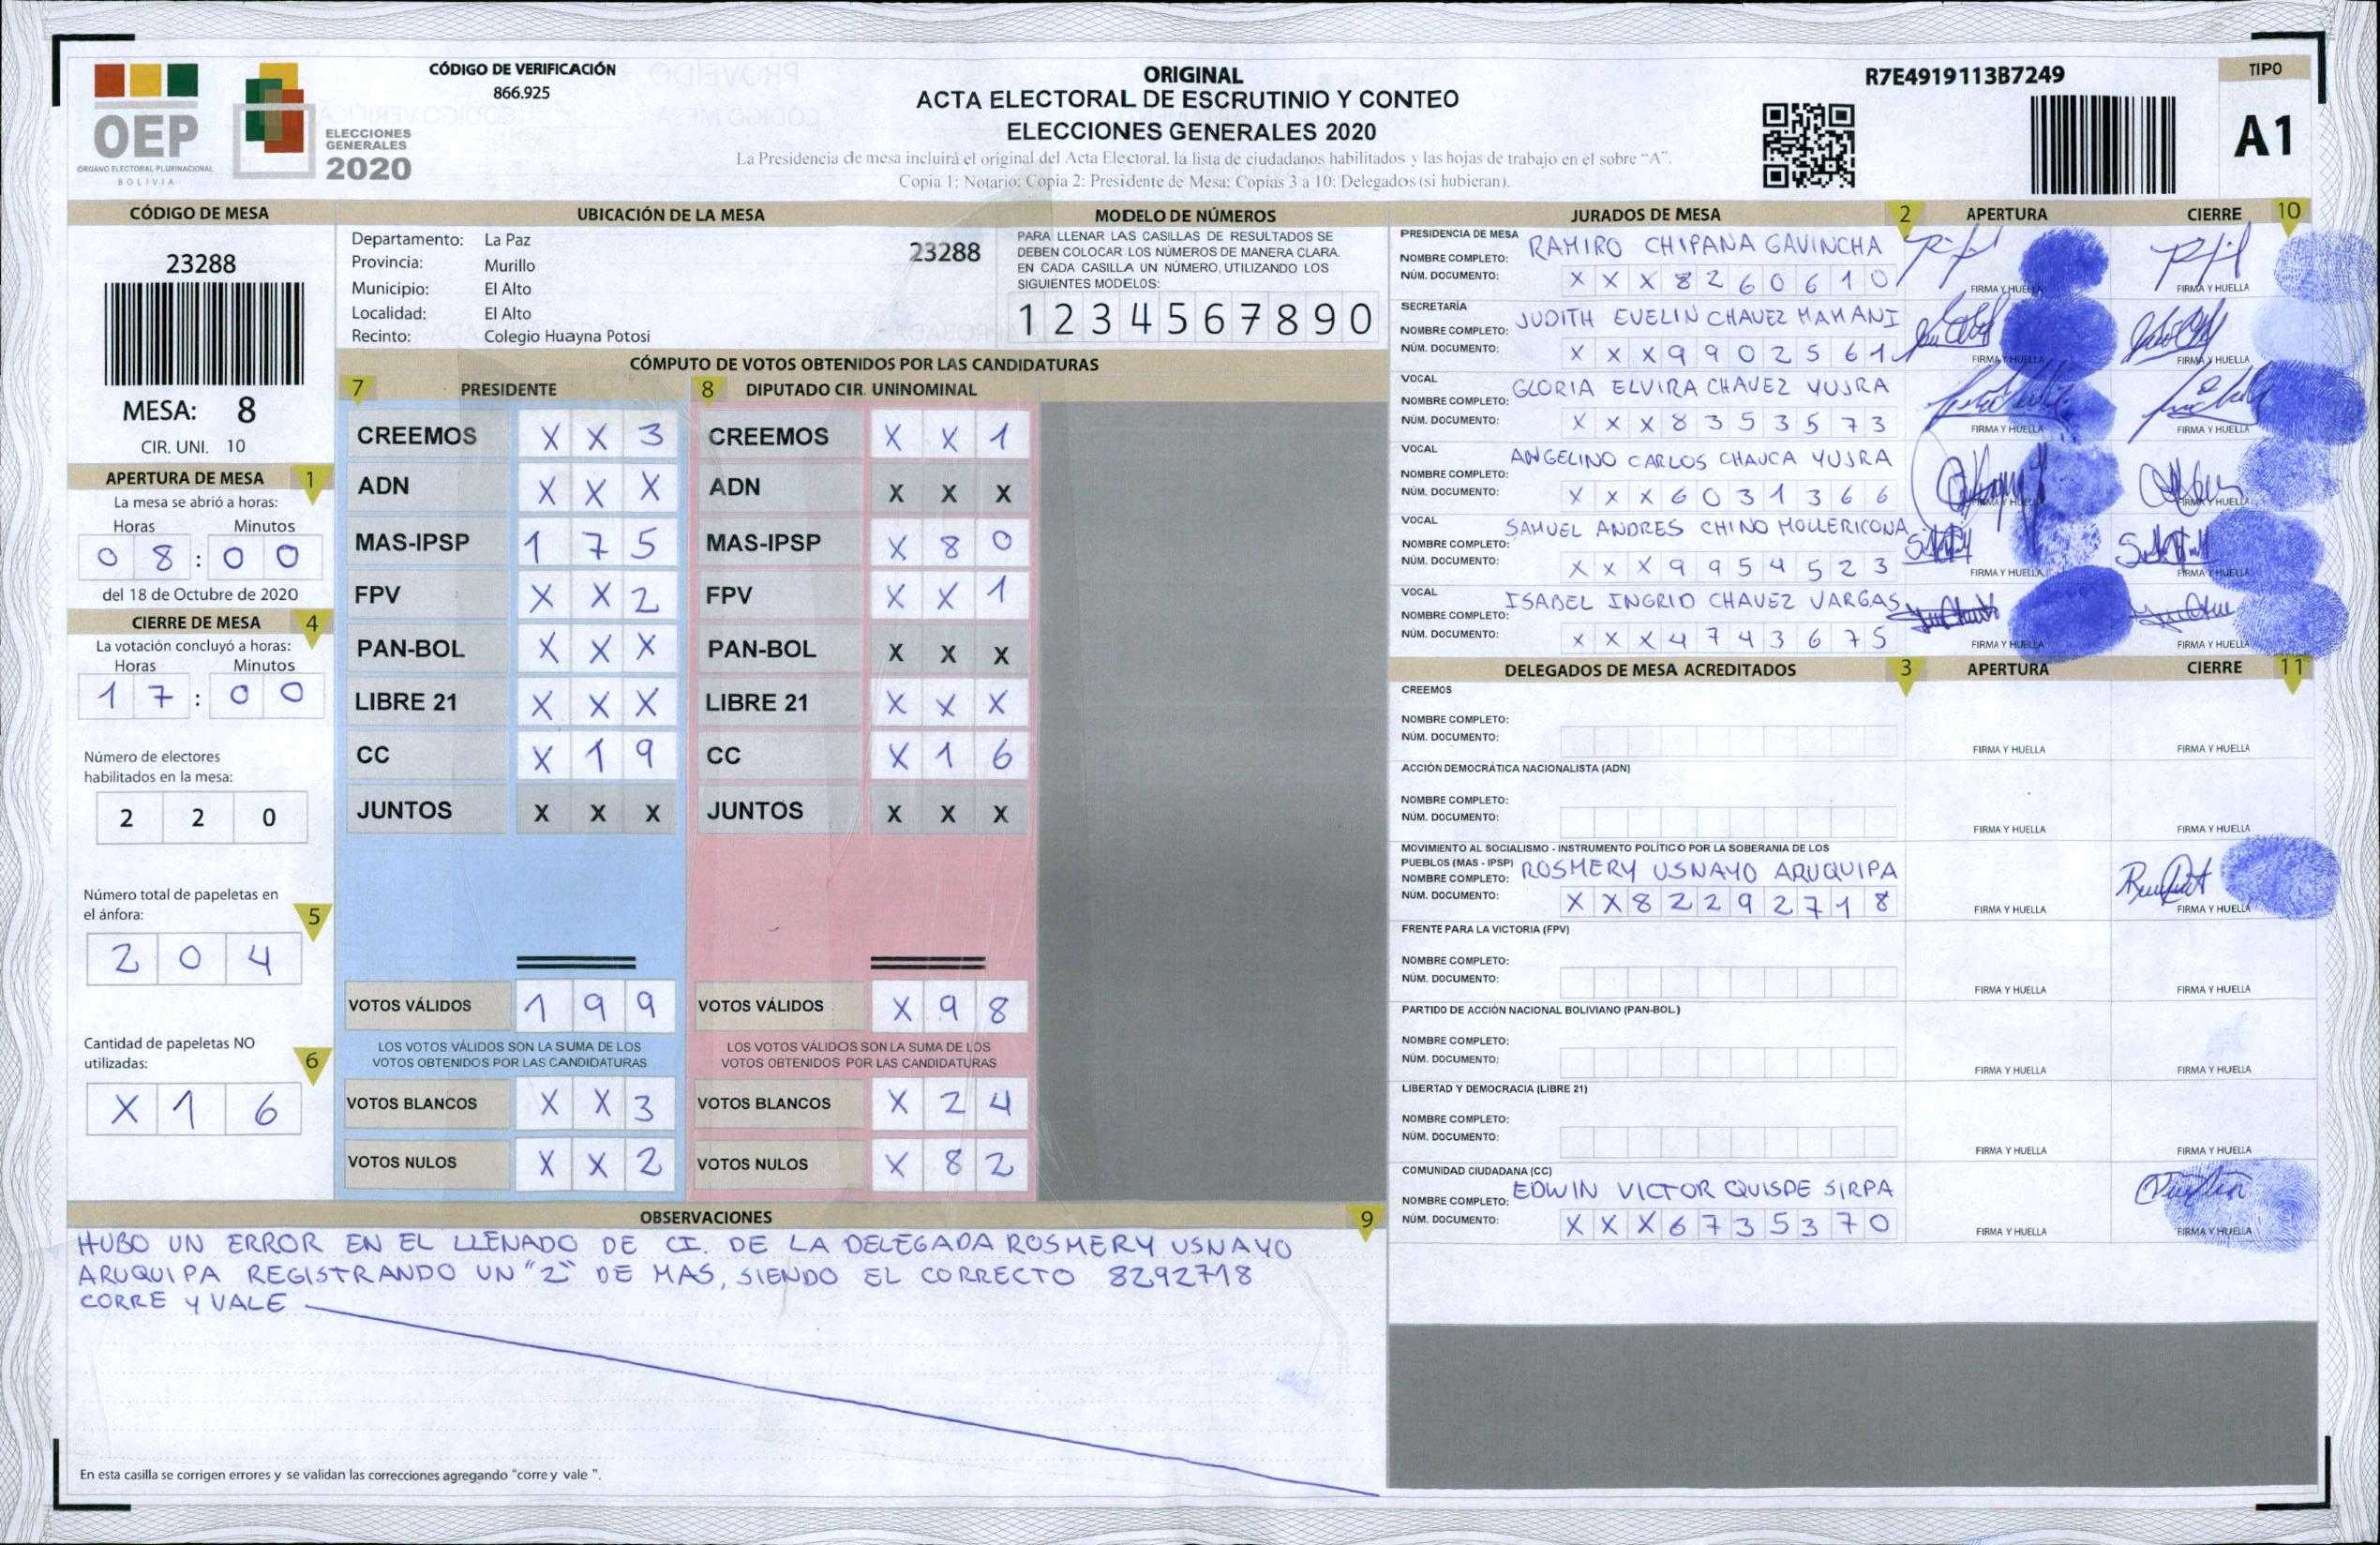 OEP
ÓRGANO ELECTORAL PLURINACIONAL
BOLIVIA
ELECCIONES
GENERALES
2020
CÓDIGO DE VERIFICACIÓN
866.925
ORIGINAL
ACTA ELECTORAL DE ESCRUTINIO Y CONTEO
ELECCIONES GENERALES 2020
La Presidencia de mesa incluirá el original del Acta Electoral, la lista de ciudadanos habilitados y las hojas de trabajo en el sobre "A".
Copia 1: Notario; Copia 2: Presidente de Mesa; Copias 3 a 10: Delegados (si hubieran).
R7E4919113B7249
TIPO
A1
CÓDIGO DE MESA
23288
MESA: 8
CIR. UNI. 10
APERTURA DE MESA 1
La mesa se abrió a horas:
Horas Minutos
0 8 : 0 0
del 18 de Octubre de 2020
CIERRE DE MESA 4
La votación concluyó a horas:
Horas Minutos
1 7 : 0 0
Número de electores
habilitados en la mesa:
2 2 0
Número total de papeletas en
el ánfora: 5
2 0 4
Cantidad de papeletas NO
utilizadas: 6
X 1 6
UBICACIÓN DE LA MESA
Departamento: La Paz 23288
Provincia: Murillo
Municipio: El Alto
Localidad: El Alto
Recinto: Colegio Huayna Potosi
MODELO DE NÚMEROS
PARA LLENAR LAS CASILLAS DE RESULTADOS SE
DEBEN COLOCAR LOS NÚMEROS DE MANERA CLARA.
EN CADA CASILLA UN NÚMERO, UTILIZANDO LOS
SIGUIENTES MODELOS:
1 2 3 4 5 6 7 8 9 0
CÓMPUTO DE VOTOS OBTENIDOS POR LAS CANDIDATURAS
7 PRESIDENTE 8 DIPUTADO CIR. UNINOMINAL
CREEMOS X X 3 CREEMOS X X 1
ADN X X X ADN X X X
MAS-IPSP 1 7 5 MAS-IPSP X 8 0
FPV X X 2 FPV X X 1
PAN-BOL X X X PAN-BOL X X X
LIBRE 21 X X X LIBRE 21 X X X
CC X 1 9 CC X 1 6
JUNTOS X X X JUNTOS X X X
VOTOS VÁLIDOS 1 9 9 VOTOS VÁLIDOS X 9 8
LOS VOTOS VÁLIDOS SON LA SUMA DE LOS LOS VOTOS VÁLIDOS SON LA SUMA DE LOS
VOTOS OBTENIDOS POR LAS CANDIDATURAS VOTOS OBTENIDOS POR LAS CANDIDATURAS
VOTOS BLANCOS X X 3 VOTOS BLANCOS X 2 4
VOTOS NULOS X X 2 VOTOS NULOS X 8 2
JURADOS DE MESA 2 APERTURA CIERRE 10
PRESIDENCIA DE MESA
NOMBRE COMPLETO: RAMIRO CHIPANA GAVINCHA
NÚM. DOCUMENTO: X X X 8 2 6 0 6 1 0 FIRMA Y HUELLA FIRMA Y HUELLA
SECRETARÍA
NOMBRE COMPLETO: JUDITH EVELIN CHAVEZ MAMANI
NÚM. DOCUMENTO: X X X 9 9 0 2 5 6 1 FIRMA Y HUELLA FIRMA Y HUELLA
VOCAL
NOMBRE COMPLETO: GLORIA ELVIRA CHAVEZ YUJRA
NÚM. DOCUMENTO: X X X 8 3 5 3 5 7 3 FIRMA Y HUELLA FIRMA Y HUELLA
VOCAL
NOMBRE COMPLETO: ANGELINO CARLOS CHAUCA YUJRA
NÚM. DOCUMENTO: X X X 6 0 3 1 3 6 6 FIRMA Y HUELLA FIRMA Y HUELLA
VOCAL
NOMBRE COMPLETO: SAMUEL ANDRES CHINO MOLLERICONA
NÚM. DOCUMENTO: X X X 9 9 5 4 5 2 3 FIRMA Y HUELLA FIRMA Y HUELLA
VOCAL
NOMBRE COMPLETO: ISABEL INGRID CHAVEZ VARGAS
NÚM. DOCUMENTO: X X X 4 7 4 3 6 7 5 FIRMA Y HUELLA FIRMA Y HUELLA
DELEGADOS DE MESA ACREDITADOS 3 APERTURA CIERRE 11
CREEMOS
NOMBRE COMPLETO:
NÚM. DOCUMENTO: FIRMA Y HUELLA FIRMA Y HUELLA
ACCIÓN DEMOCRÁTICA NACIONALISTA (ADN)
NOMBRE COMPLETO:
NÚM. DOCUMENTO: FIRMA Y HUELLA FIRMA Y HUELLA
MOVIMIENTO AL SOCIALISMO - INSTRUMENTO POLÍTICO POR LA SOBERANIA DE LOS
PUEBLOS (MAS - IPSP)
NOMBRE COMPLETO: ROSMERY USNAYO ARUQUIPA
NÚM. DOCUMENTO: X X 8 2 2 9 2 7 1 8 FIRMA Y HUELLA FIRMA Y HUELLA
FRENTE PARA LA VICTORIA (FPV)
NOMBRE COMPLETO:
NÚM. DOCUMENTO: FIRMA Y HUELLA FIRMA Y HUELLA
PARTIDO DE ACCIÓN NACIONAL BOLIVIANO (PAN-BOL)
NOMBRE COMPLETO:
NÚM. DOCUMENTO: FIRMA Y HUELLA FIRMA Y HUELLA
LIBERTAD Y DEMOCRACIA (LIBRE 21)
NOMBRE COMPLETO:
NÚM. DOCUMENTO: FIRMA Y HUELLA FIRMA Y HUELLA
COMUNIDAD CIUDADANA (CC)
NOMBRE COMPLETO: EDWIN VICTOR QUISPE SIRPA
NÚM. DOCUMENTO: X X X 6 7 3 5 3 7 0 FIRMA Y HUELLA FIRMA Y HUELLA
OBSERVACIONES 9
HUBO UN ERROR EN EL LLENADO DE CI. DE LA DELEGADA ROSMERY USNAYO
ARUQUIPA REGISTRANDO UN "2" DE MAS, SIENDO EL CORRECTO 8292718
CORRE Y VALE
En esta casilla se corrigen errores y se validan las correcciones agregando "corre y vale ".